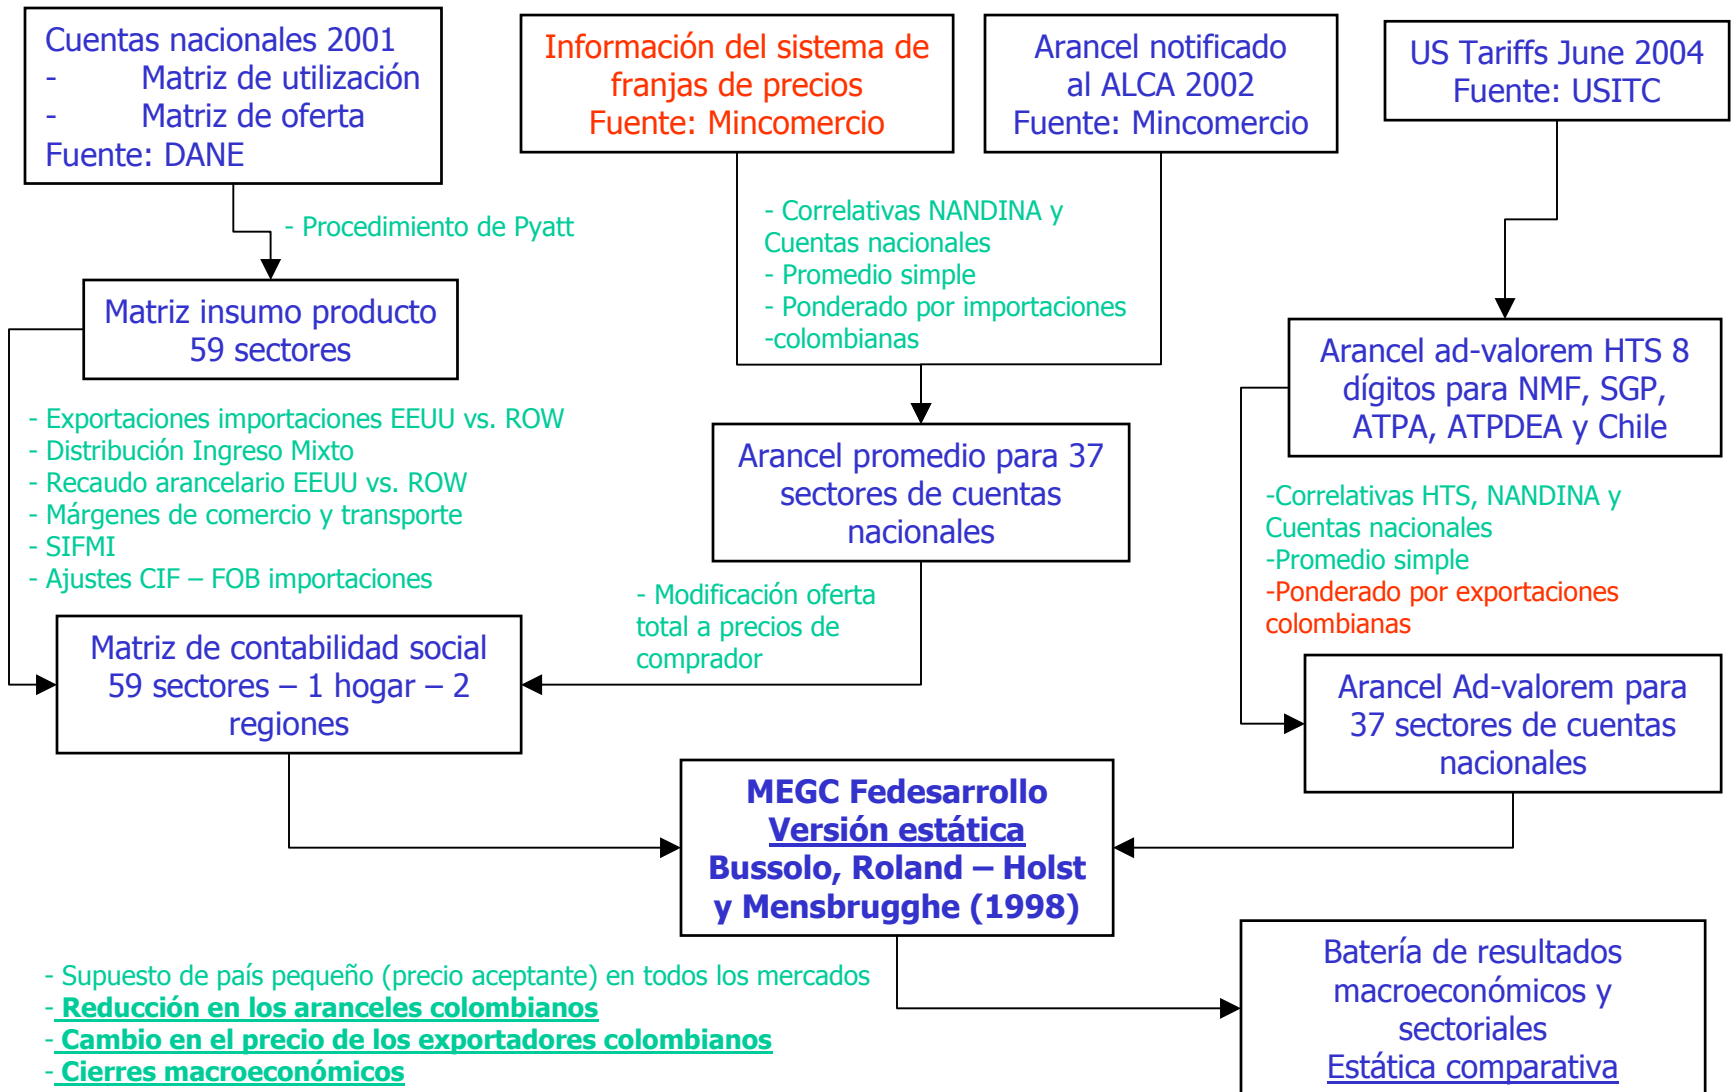 Cuentas nacionales 2001
- Matriz de utilización
- Matriz de oferta
Fuente: DANE
Información del sistema de
franjas de precios
Fuente: Mincomercio
Arancel notificado
al ALCA 2002
Fuente: Mincomercio
US Tariffs June 2004
Fuente: USITC
- Procedimiento de Pyatt
- Correlativas NANDINA y
Cuentas nacionales
- Promedio simple
- Ponderado por importaciones
-colombianas
Matriz insumo producto
59 sectores
Arancel ad-valorem HTS 8
dígitos para NMF, SGP,
ATPA, ATPDEA y Chile
- Exportaciones importaciones EEUU vs. ROW
- Distribución Ingreso Mixto
- Recaudo arancelario EEUU vs. ROW
- Márgenes de comercio y transporte
- SIFMI
- Ajustes CIF – FOB importaciones
Arancel promedio para 37
sectores de cuentas
nacionales
-Correlativas HTS, NANDINA y
Cuentas nacionales
-Promedio simple
-Ponderado por exportaciones
colombianas
- Modificación oferta
total a precios de
comprador
Matriz de contabilidad social
59 sectores – 1 hogar – 2
regiones
Arancel Ad-valorem para
37 sectores de cuentas
nacionales
MEGC Fedesarrollo
Versión estática
Bussolo, Roland – Holst
y Mensbrugghe (1998)
- Supuesto de país pequeño (precio aceptante) en todos los mercados
- Reducción en los aranceles colombianos
- Cambio en el precio de los exportadores colombianos
- Cierres macroeconómicos
Batería de resultados
macroeconómicos y
sectoriales
Estática comparativa